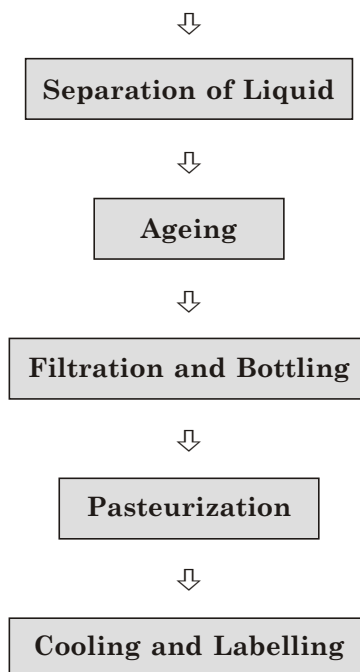 Separation of Liquid
Ageing
Filtration and Bottling
Pasteurization
Cooling and Labelling